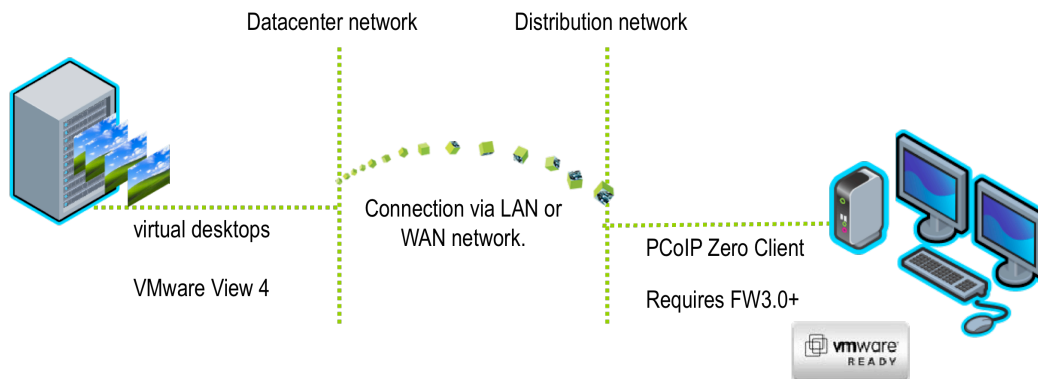 Datacenter network
Distribution network
virtual desktops
VMware View 4
Connection via LAN or
WAN network.
PCoIP Zero Client
Requires FW3.0+
vmware
READY